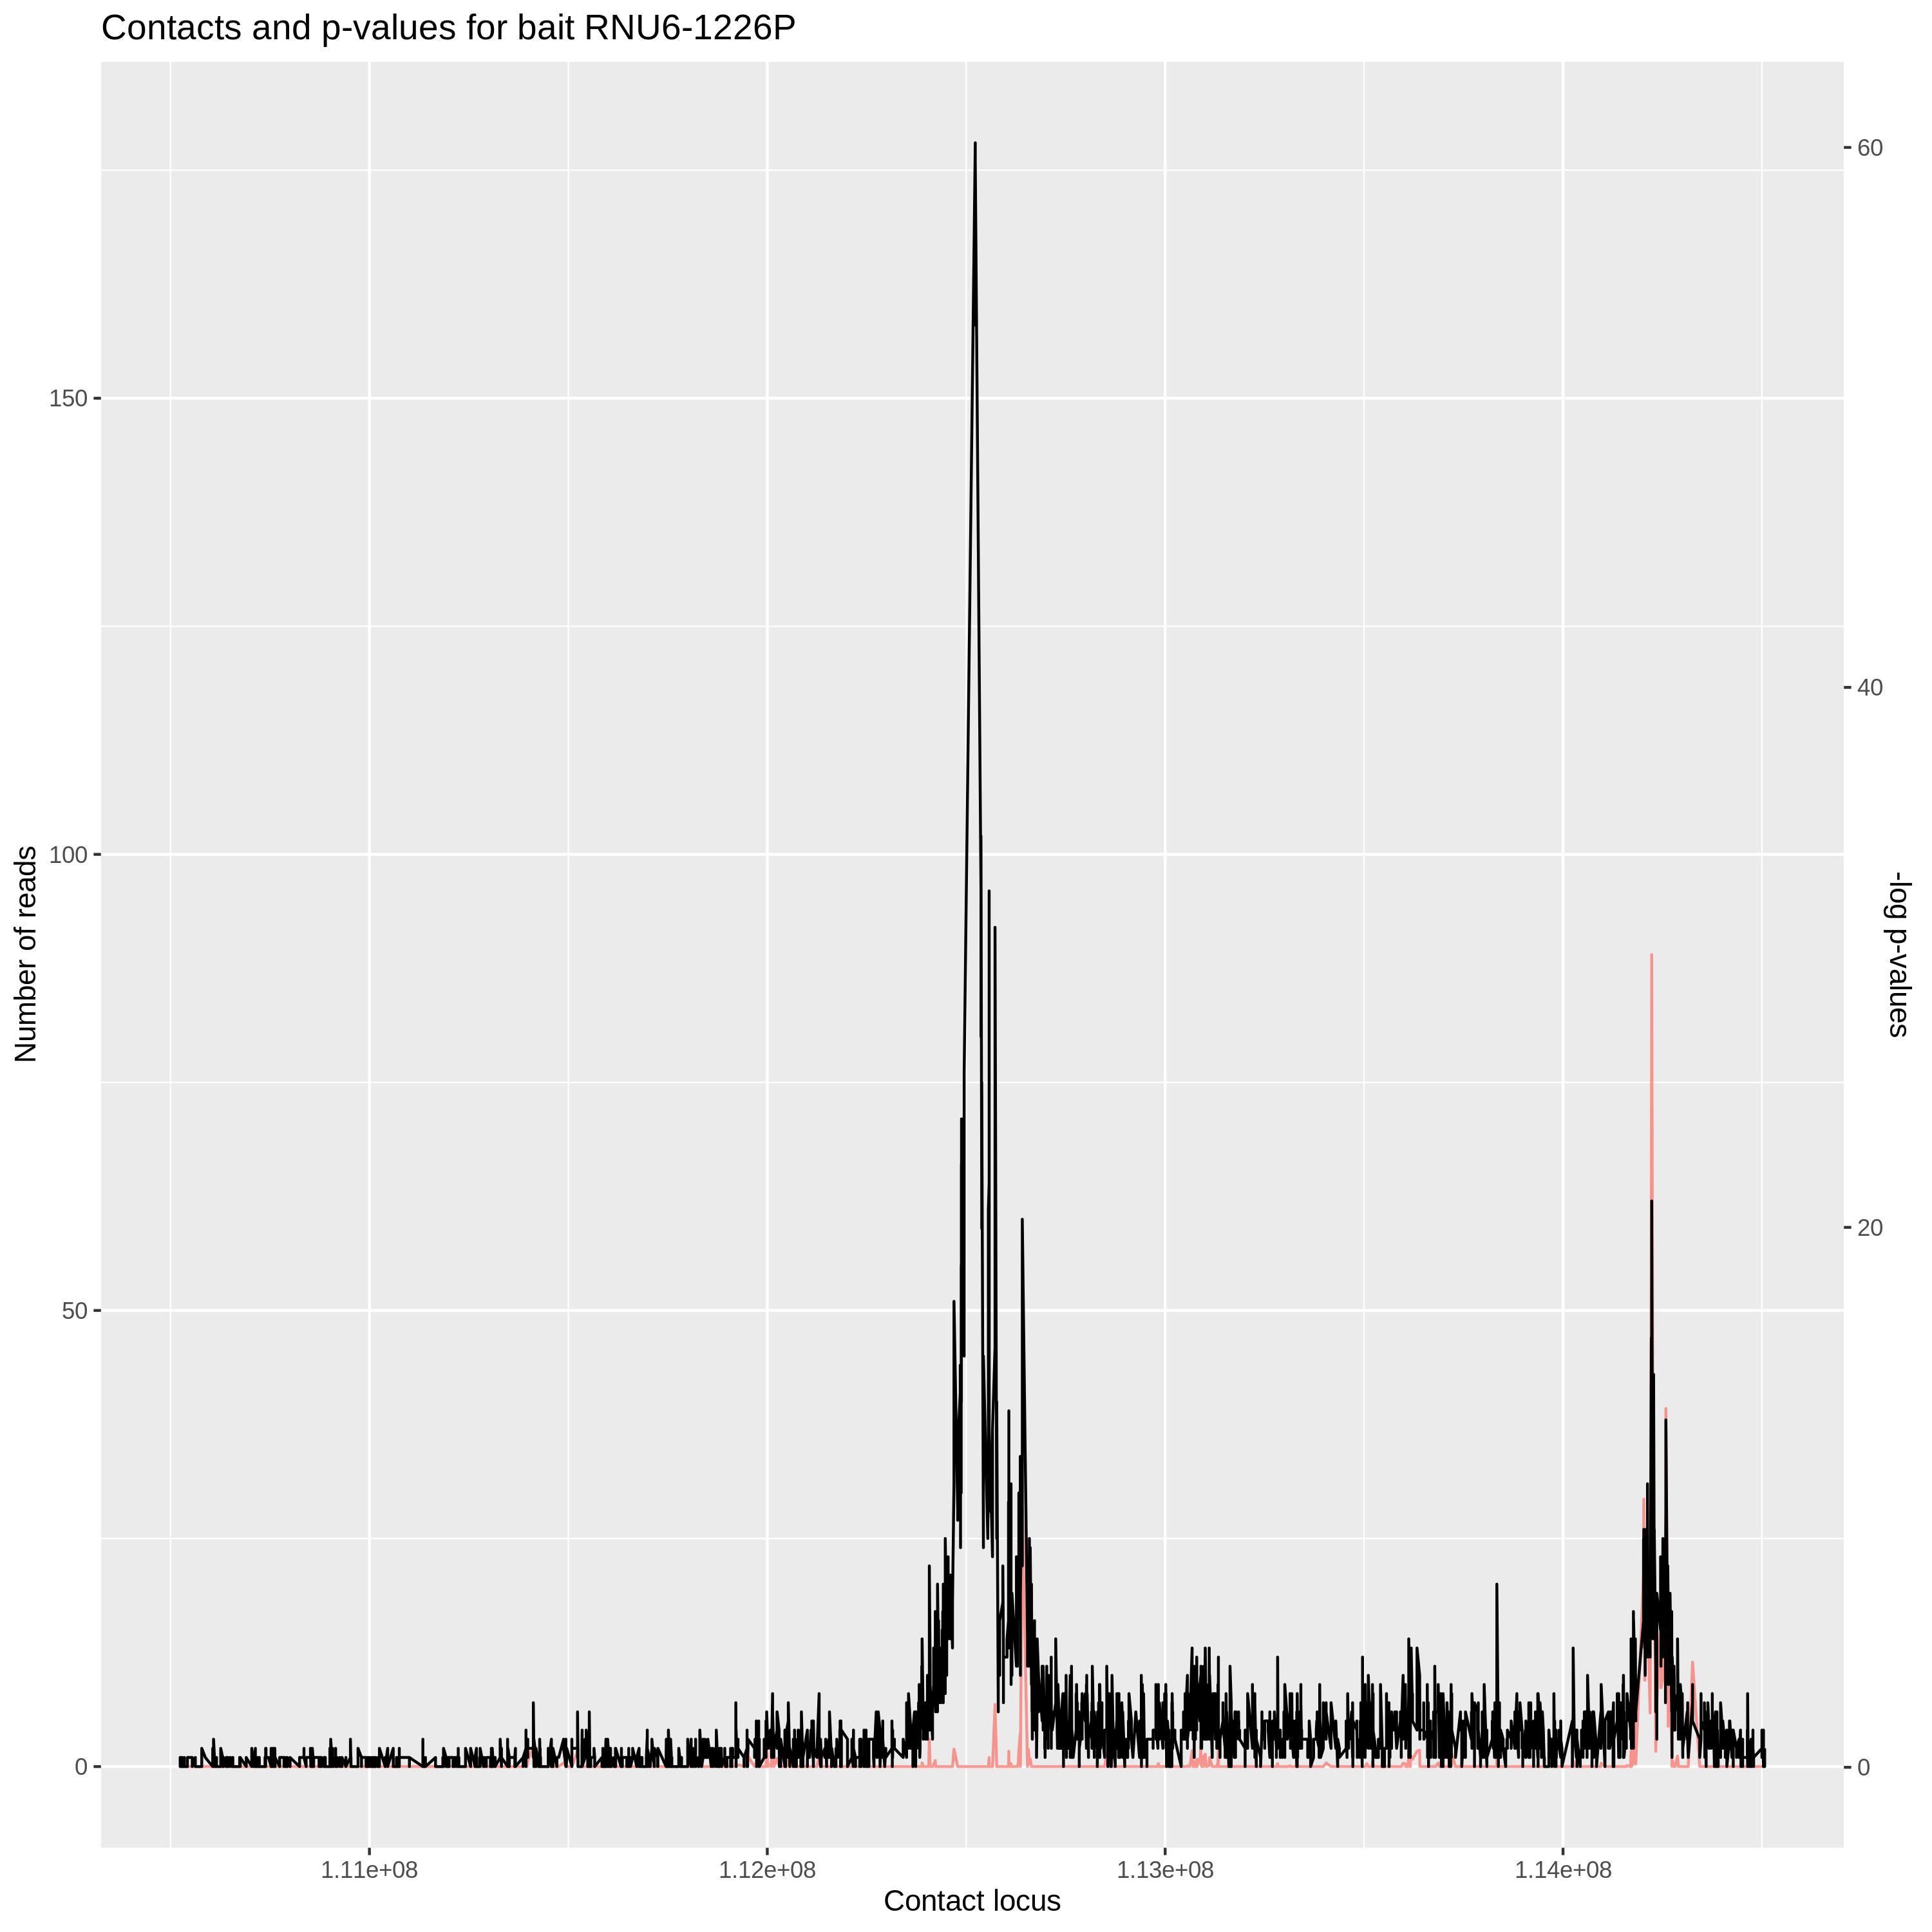 Contacts and p-values for bait RNU6-1226P
Number of reads
150
100
50
0
60
40
20
0
-log p-values
1.11e+08
1.12e+08
1.13e+08
1.14e+08
Contact locus